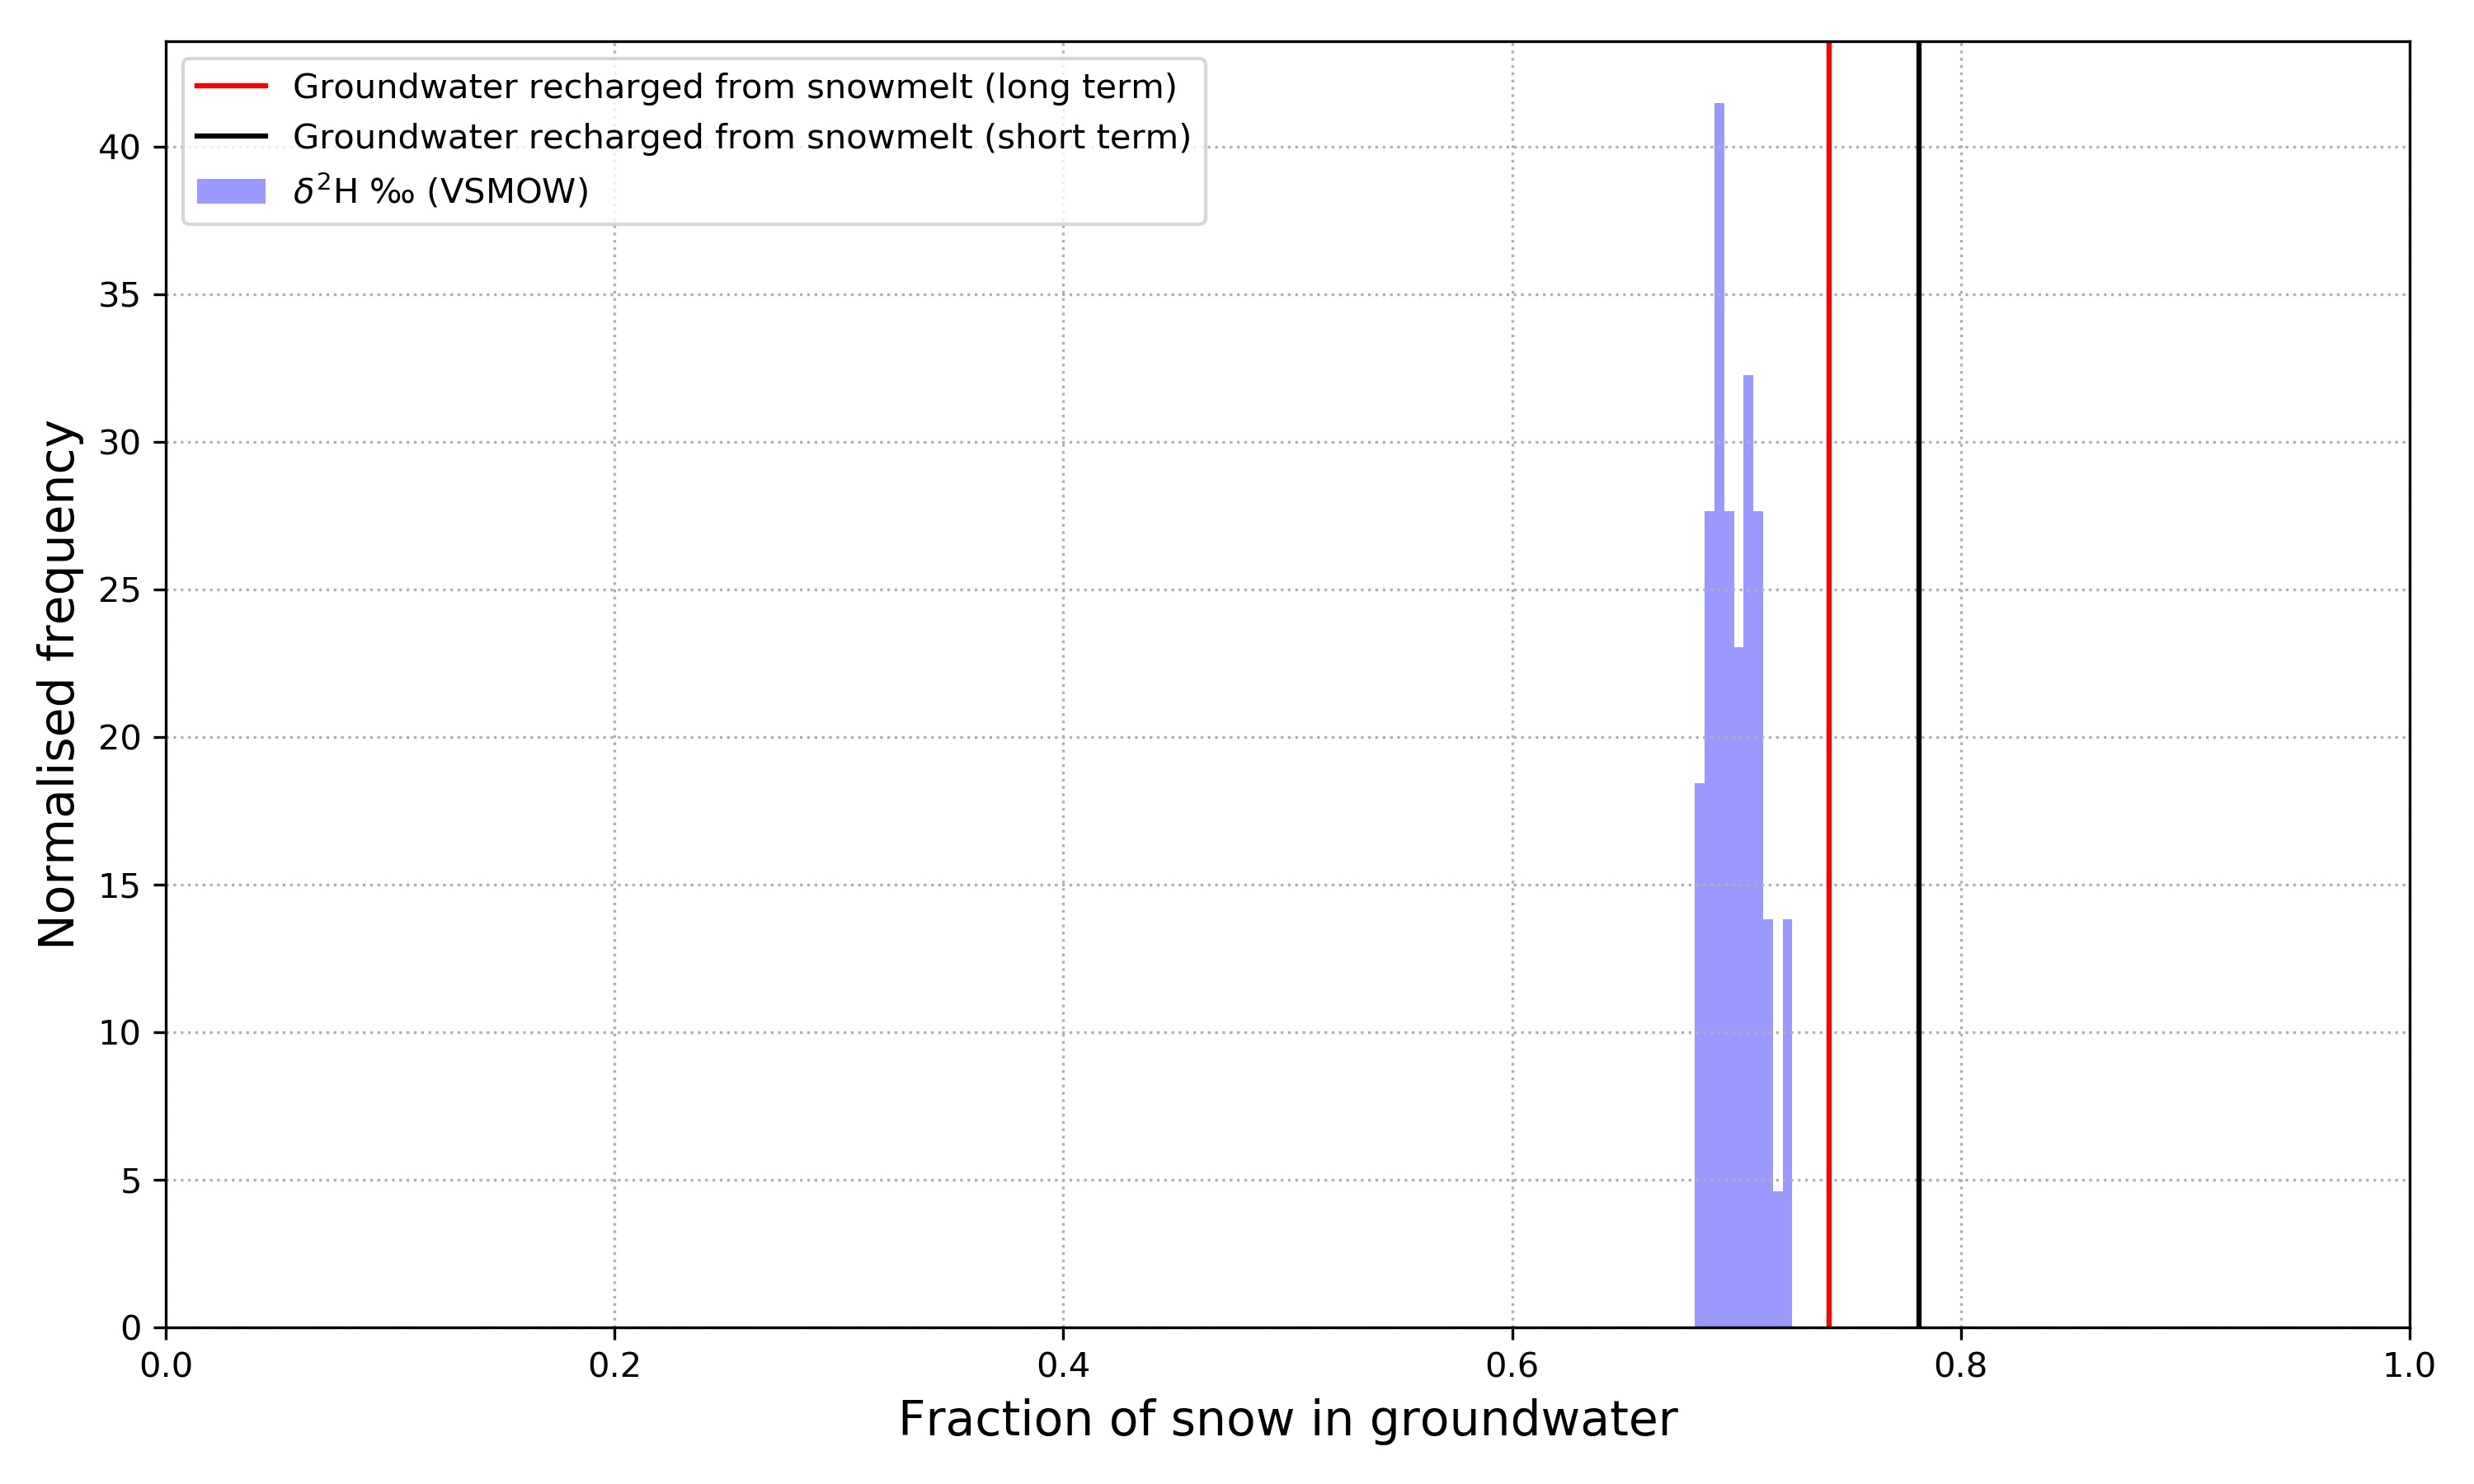 Groundwater recharged from snowmelt (long term)
Groundwater recharged from snowmelt (short term)
δ²H ‰ (VSMOW)
40
35
30
25
20
15
10
5
0
Normalised frequency
0.0 0.2 0.4 0.6 0.8 1.0
Fraction of snow in groundwater